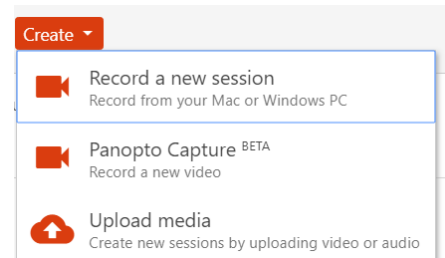 Create
Record a new session
Record from your Mac or Windows PC
Panopto Capture BETA
Record a new video
Upload media
Create new sessions by uploading video or audio